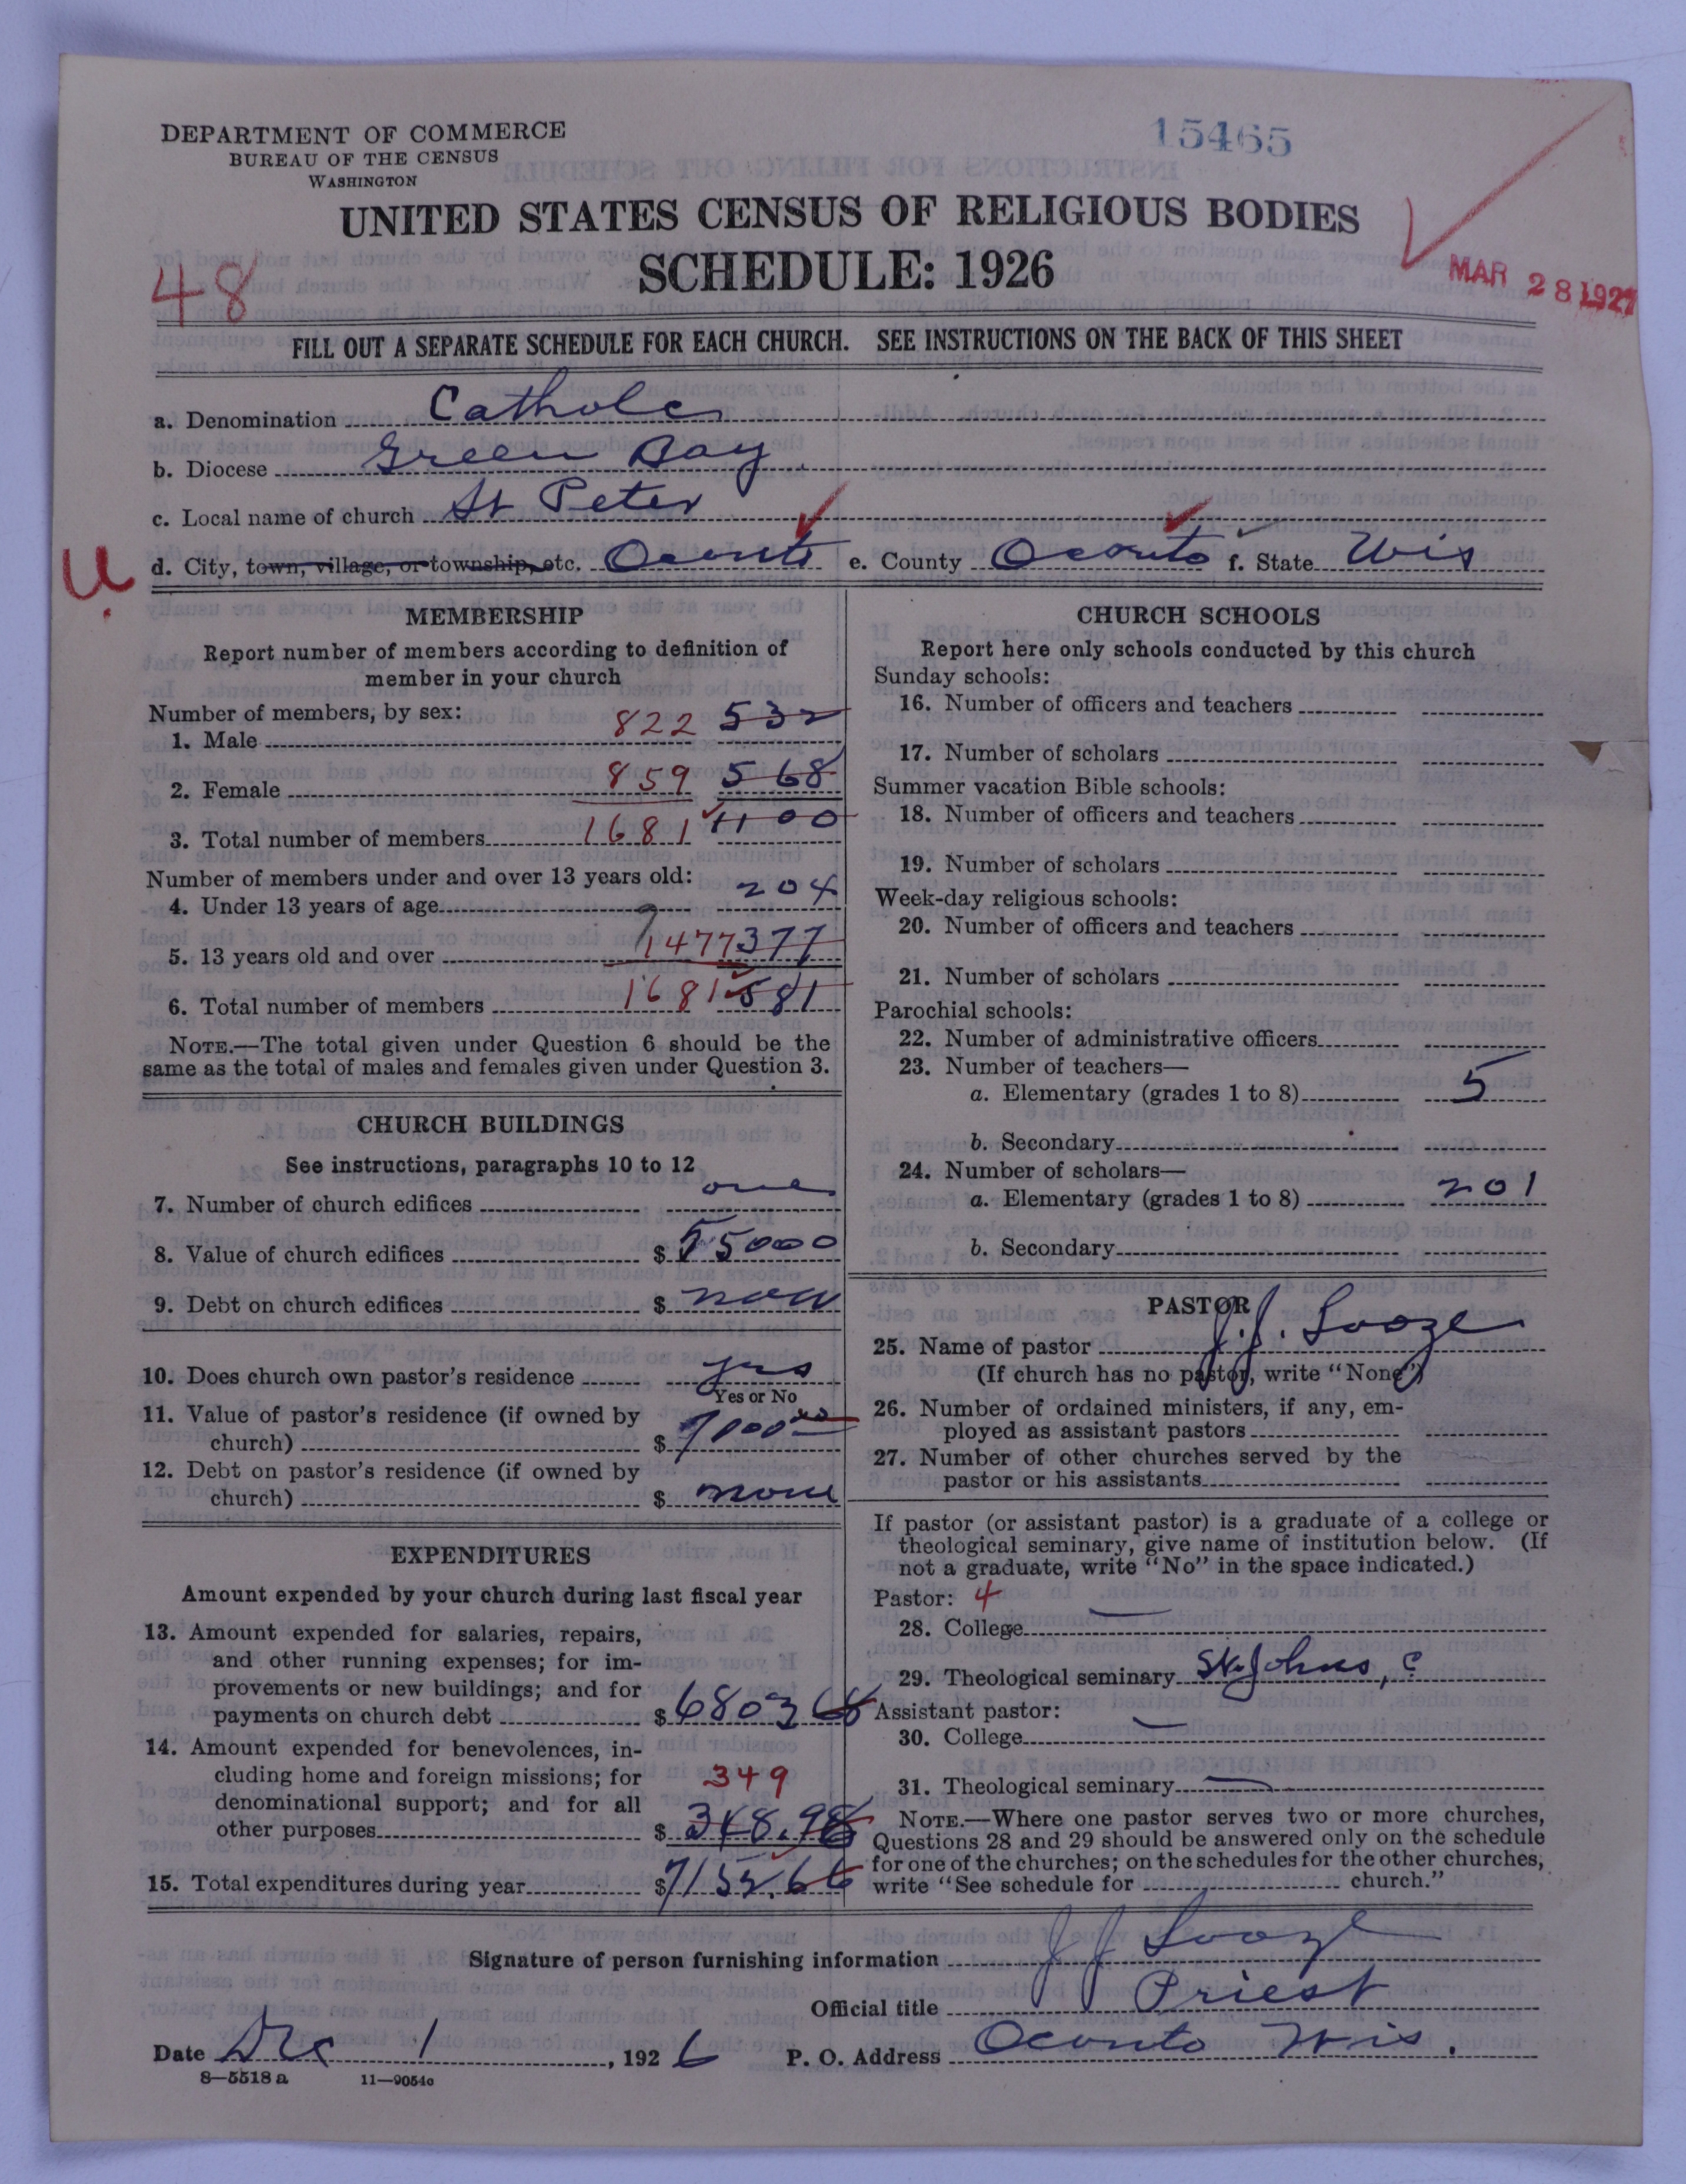 DEPARTMENT OF COMMERCE
BUREAU OF THE CENSUS
WASHINGTON
15465
UNITED STATES CENSUS OF RELIGIOUS BODIES
SCHEDULE: 1926
48
MAR 28 1927
FILL OUT A SEPARATE SCHEDULE FOR EACH CHURCH. SEE INSTRUCTIONS ON THE BACK OF THIS SHEET
a. Denomination Catholic
b. Diocese Green Bay
c. Local name of church St Peter
U d. City, town, village, or township, etc. Oconto e. County Oconto f. State Wis
MEMBERSHIP
Report number of members according to definition of
member in your church
Number of members, by sex:
1. Male 822 532
2. Female 859 568
3. Total number of members 1681 1100
Number of members under and over 13 years old:
4. Under 13 years of age 204
5. 13 years old and over 1477 377
6. Total number of members 1681 581
NOTE.—The total given under Question 6 should be the
same as the total of males and females given under Question 3.
CHURCH BUILDINGS
See instructions, paragraphs 10 to 12
7. Number of church edifices one
8. Value of church edifices $ 55000
9. Debt on church edifices $ none
10. Does church own pastor's residence yes
Yes or No
11. Value of pastor's residence (if owned by
church) $ 7000 00
12. Debt on pastor's residence (if owned by
church) $ none
EXPENDITURES
Amount expended by your church during last fiscal year
13. Amount expended for salaries, repairs,
and other running expenses; for im-
provements or new buildings; and for
payments on church debt $ 6803 68
14. Amount expended for benevolences, in-
cluding home and foreign missions; for 349
denominational support; and for all
other purposes $ 348.98
15. Total expenditures during year $ 7152.66
CHURCH SCHOOLS
Report here only schools conducted by this church
Sunday schools:
16. Number of officers and teachers
17. Number of scholars
Summer vacation Bible schools:
18. Number of officers and teachers
19. Number of scholars
Week-day religious schools:
20. Number of officers and teachers
21. Number of scholars
Parochial schools:
22. Number of administrative officers
23. Number of teachers—
a. Elementary (grades 1 to 8) 5
b. Secondary
24. Number of scholars—
a. Elementary (grades 1 to 8) 201
b. Secondary
PASTOR
25. Name of pastor J. J. Looze
(If church has no pastor, write "None")
26. Number of ordained ministers, if any, em-
ployed as assistant pastors
27. Number of other churches served by the
pastor or his assistants
If pastor (or assistant pastor) is a graduate of a college or
theological seminary, give name of institution below. (If
not a graduate, write "No" in the space indicated.)
Pastor: 4
28. College —
29. Theological seminary St. Johns, ?
Assistant pastor:
30. College —
31. Theological seminary —
NOTE.—Where one pastor serves two or more churches,
Questions 28 and 29 should be answered only on the schedule
for one of the churches; on the schedules for the other churches,
write "See schedule for church."
Signature of person furnishing information J J Looze
Official title Priest
Date Dec 1, 1926 P. O. Address Oconto Wis.
8—5518 a 11—9054o